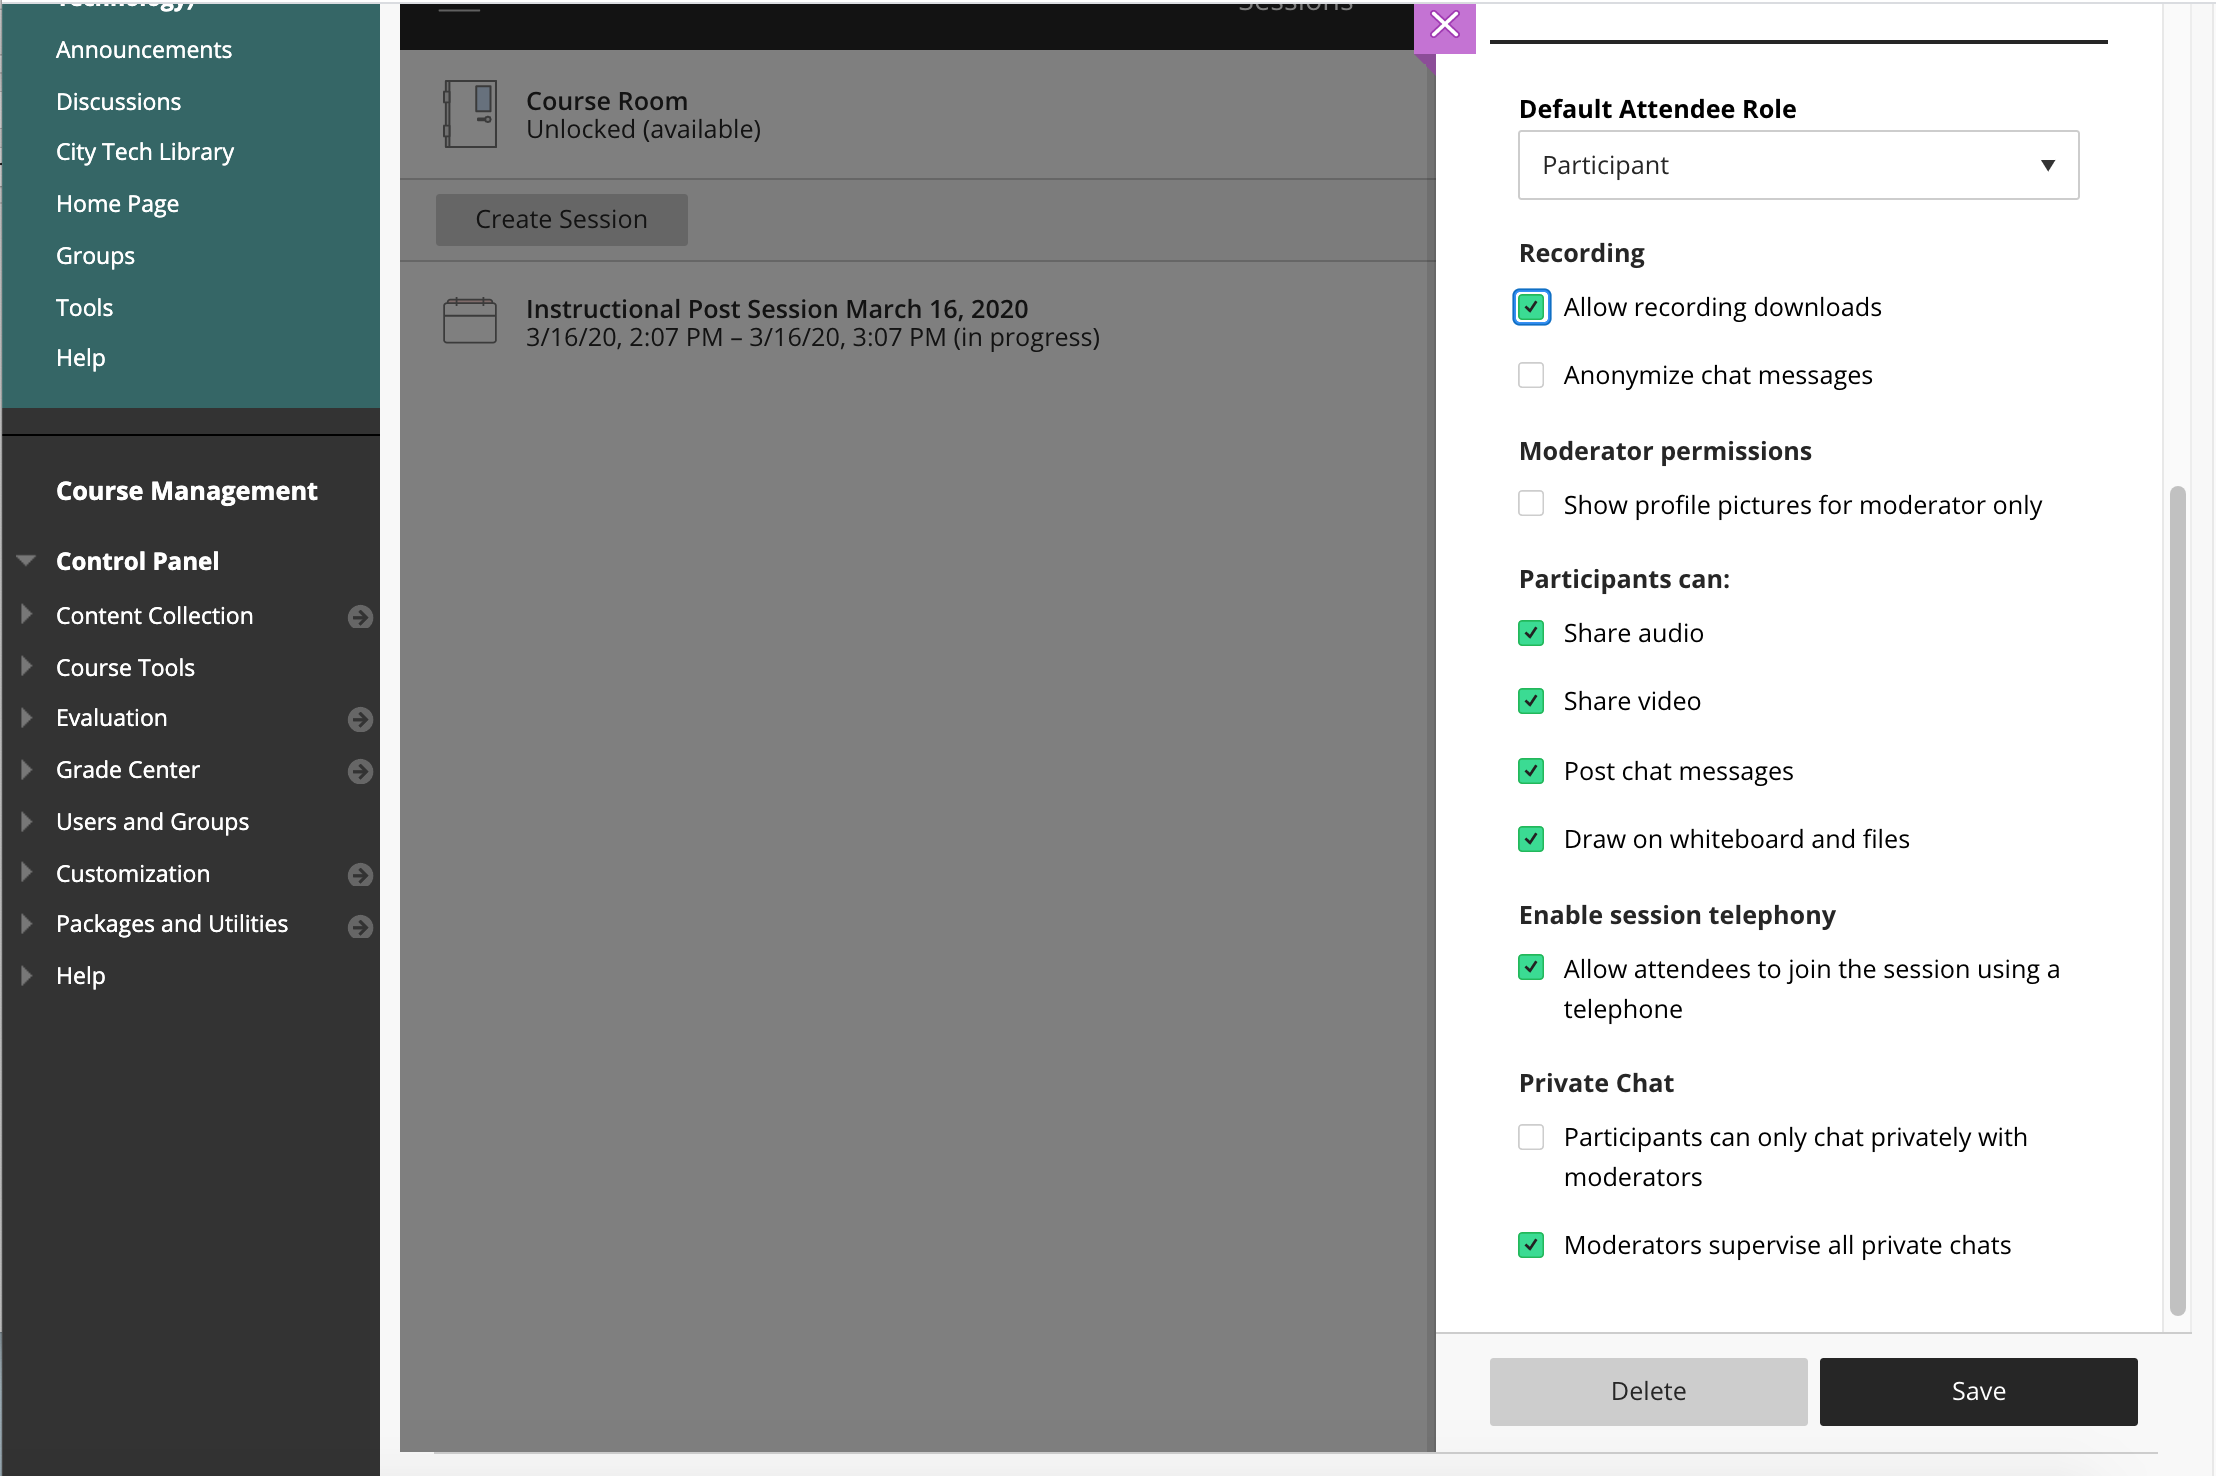 Technology)
Announcements
Discussions
City Tech Library
Home Page
Groups
Tools
Help
Course Management
Control Panel
Content Collection
Course Tools
Evaluation
Grade Center
Users and Groups
Customization
Packages and Utilities
Help
Sessions
Course Room
Unlocked (available)
Create Session
Instructional Post Session March 16, 2020
3/16/20, 2:07 PM – 3/16/20, 3:07 PM (in progress)
Default Attendee Role
Participant
Recording
Allow recording downloads
Anonymize chat messages
Moderator permissions
Show profile pictures for moderator only
Participants can:
Share audio
Share video
Post chat messages
Draw on whiteboard and files
Enable session telephony
Allow attendees to join the session using a
telephone
Private Chat
Participants can only chat privately with
moderators
Moderators supervise all private chats
Delete
Save